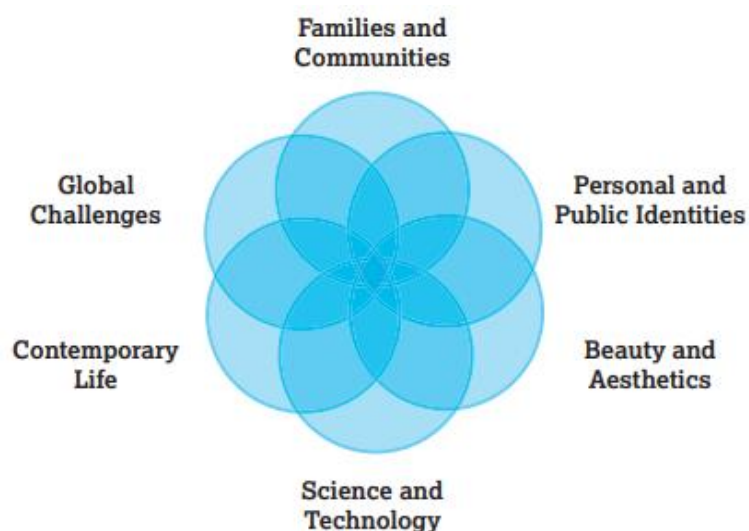 Families and
Communities
Global
Challenges
Personal and
Public Identities
Contemporary
Life
Beauty and
Aesthetics
Science and
Technology